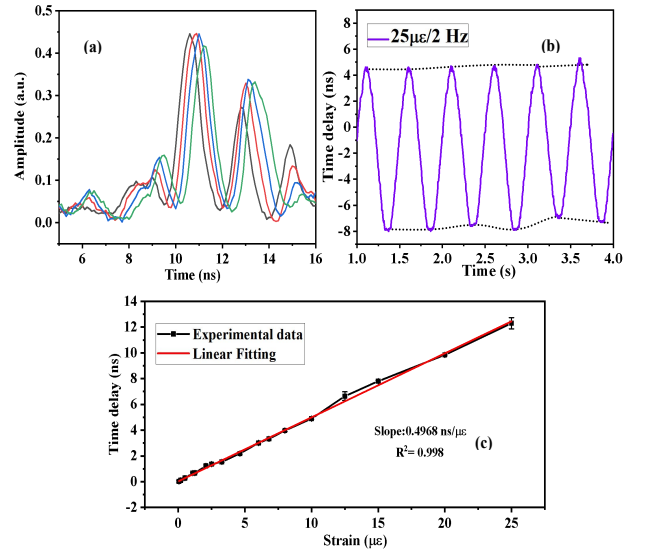 (a)
Amplitude (a.u.)
0.5
0.4
0.3
0.2
0.1
0.0
6 8 10 12 14 16
Time (ns)
25με/2 Hz
(b)
Time delay (ns)
8
6
4
2
0
-2
-4
-6
-8
1.0 1.5 2.0 2.5 3.0 3.5 4.0
Time (s)
Time delay (ns)
14
12
10
8
6
4
2
0
-2
Experimental data
Linear Fitting
Slope:0.4968 ns/με
R²= 0.998
(c)
0 5 10 15 20 25
Strain (με)